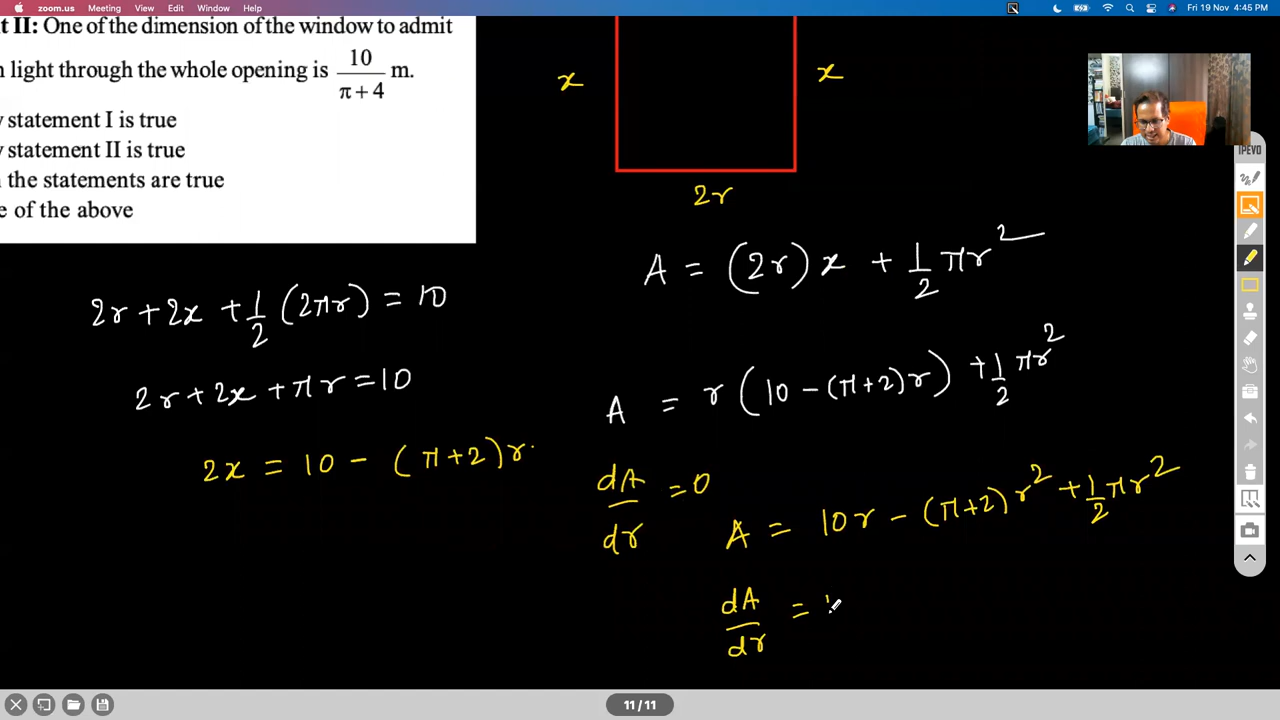 zoom.us Meeting View Edit Window Help
Fri 19 Nov 4:45 PM
t II: One of the dimension of the window to admit
light through the whole opening is 10/(π + 4) m.
statement I is true
statement II is true
the statements are true
e of the above
x
x
2r
A = (2r) x + 1/2 πr²
2r + 2x + 1/2 (2πr) = 10
A = r (10 - (π+2) r) + 1/2 πr²
2r + 2x + πr = 10
2x = 10 - (π+2) r.
dA/dr = 0
A = 10r - (π+2) r² + 1/2 πr²
dA/dr =
IPEVO
11 / 11